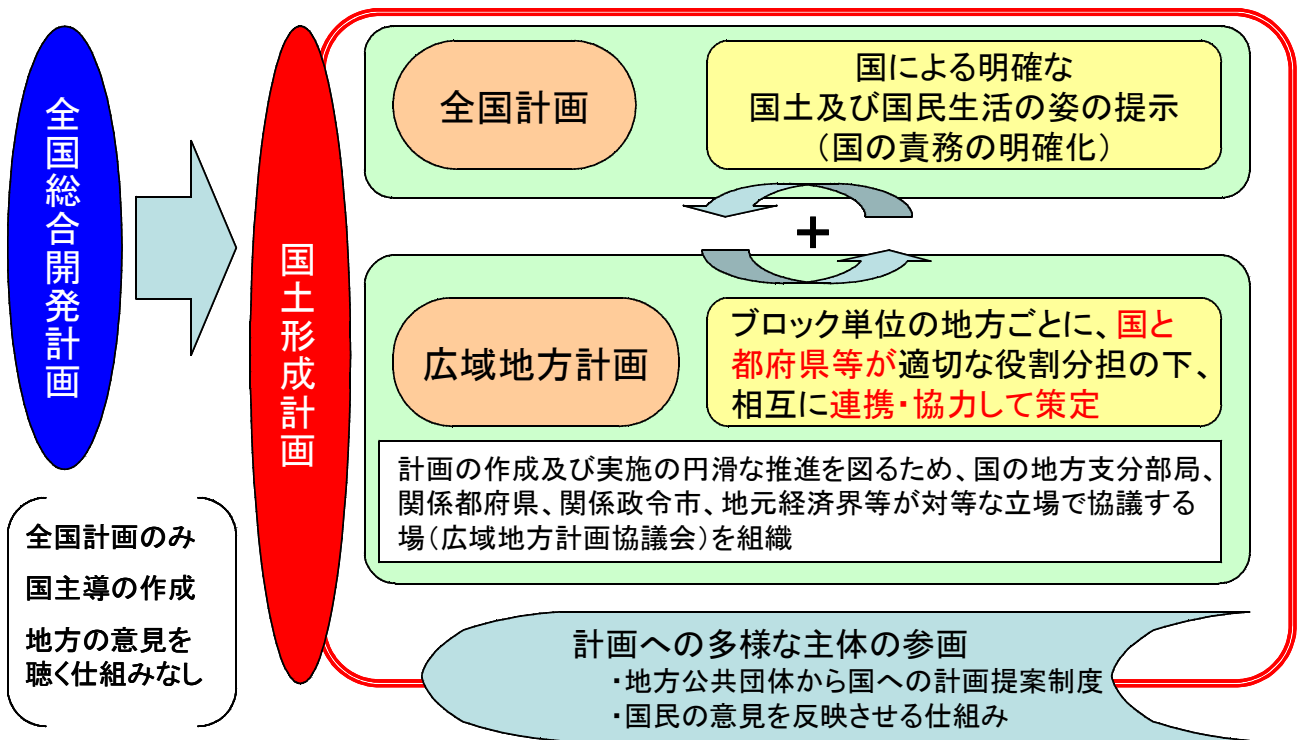 全国総合開発計画
全国計画のみ
国主導の作成
地方の意見を
聴く仕組みなし
国土形成計画
全国計画
国による明確な
国土及び国民生活の姿の提示
（国の責務の明確化）
+
広域地方計画
ブロック単位の地方ごとに、国と
都府県等が適切な役割分担の下、
相互に連携・協力して策定
計画の作成及び実施の円滑な推進を図るため、国の地方支分部局、
関係都府県、関係政令市、地元経済界等が対等な立場で協議する
場（広域地方計画協議会）を組織
計画への多様な主体の参画
・地方公共団体から国への計画提案制度
・国民の意見を反映させる仕組み